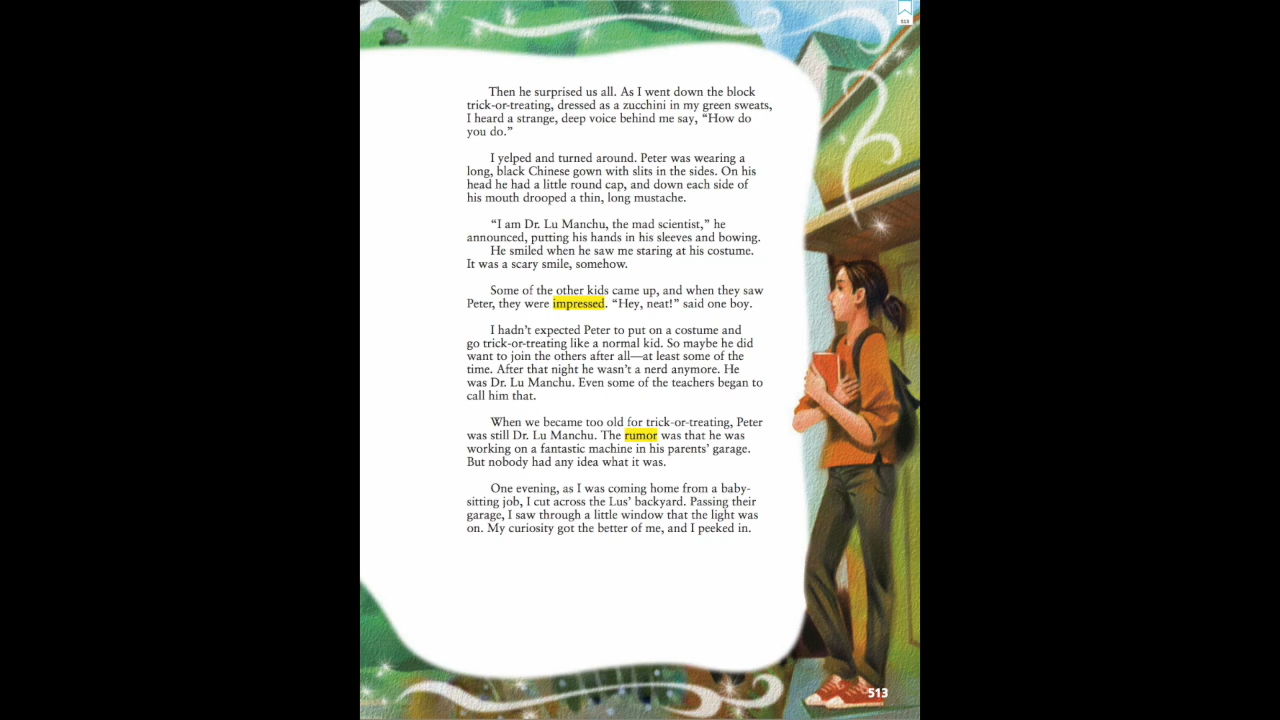 513
Then he surprised us all. As I went down the block
trick-or-treating, dressed as a zucchini in my green sweats,
I heard a strange, deep voice behind me say, “How do
you do.”
I yelped and turned around. Peter was wearing a
long, black Chinese gown with slits in the sides. On his
head he had a little round cap, and down each side of
his mouth drooped a thin, long mustache.
“I am Dr. Lu Manchu, the mad scientist,” he
announced, putting his hands in his sleeves and bowing.
He smiled when he saw me staring at his costume.
It was a scary smile, somehow.
Some of the other kids came up, and when they saw
Peter, they were impressed. “Hey, neat!” said one boy.
I hadn’t expected Peter to put on a costume and
go trick-or-treating like a normal kid. So maybe he did
want to join the others after all—at least some of the
time. After that night he wasn’t a nerd anymore. He
was Dr. Lu Manchu. Even some of the teachers began to
call him that.
When we became too old for trick-or-treating, Peter
was still Dr. Lu Manchu. The rumor was that he was
working on a fantastic machine in his parents’ garage.
But nobody had any idea what it was.
One evening, as I was coming home from a baby-
sitting job, I cut across the Lus’ backyard. Passing their
garage, I saw through a little window that the light was
on. My curiosity got the better of me, and I peeked in.
513